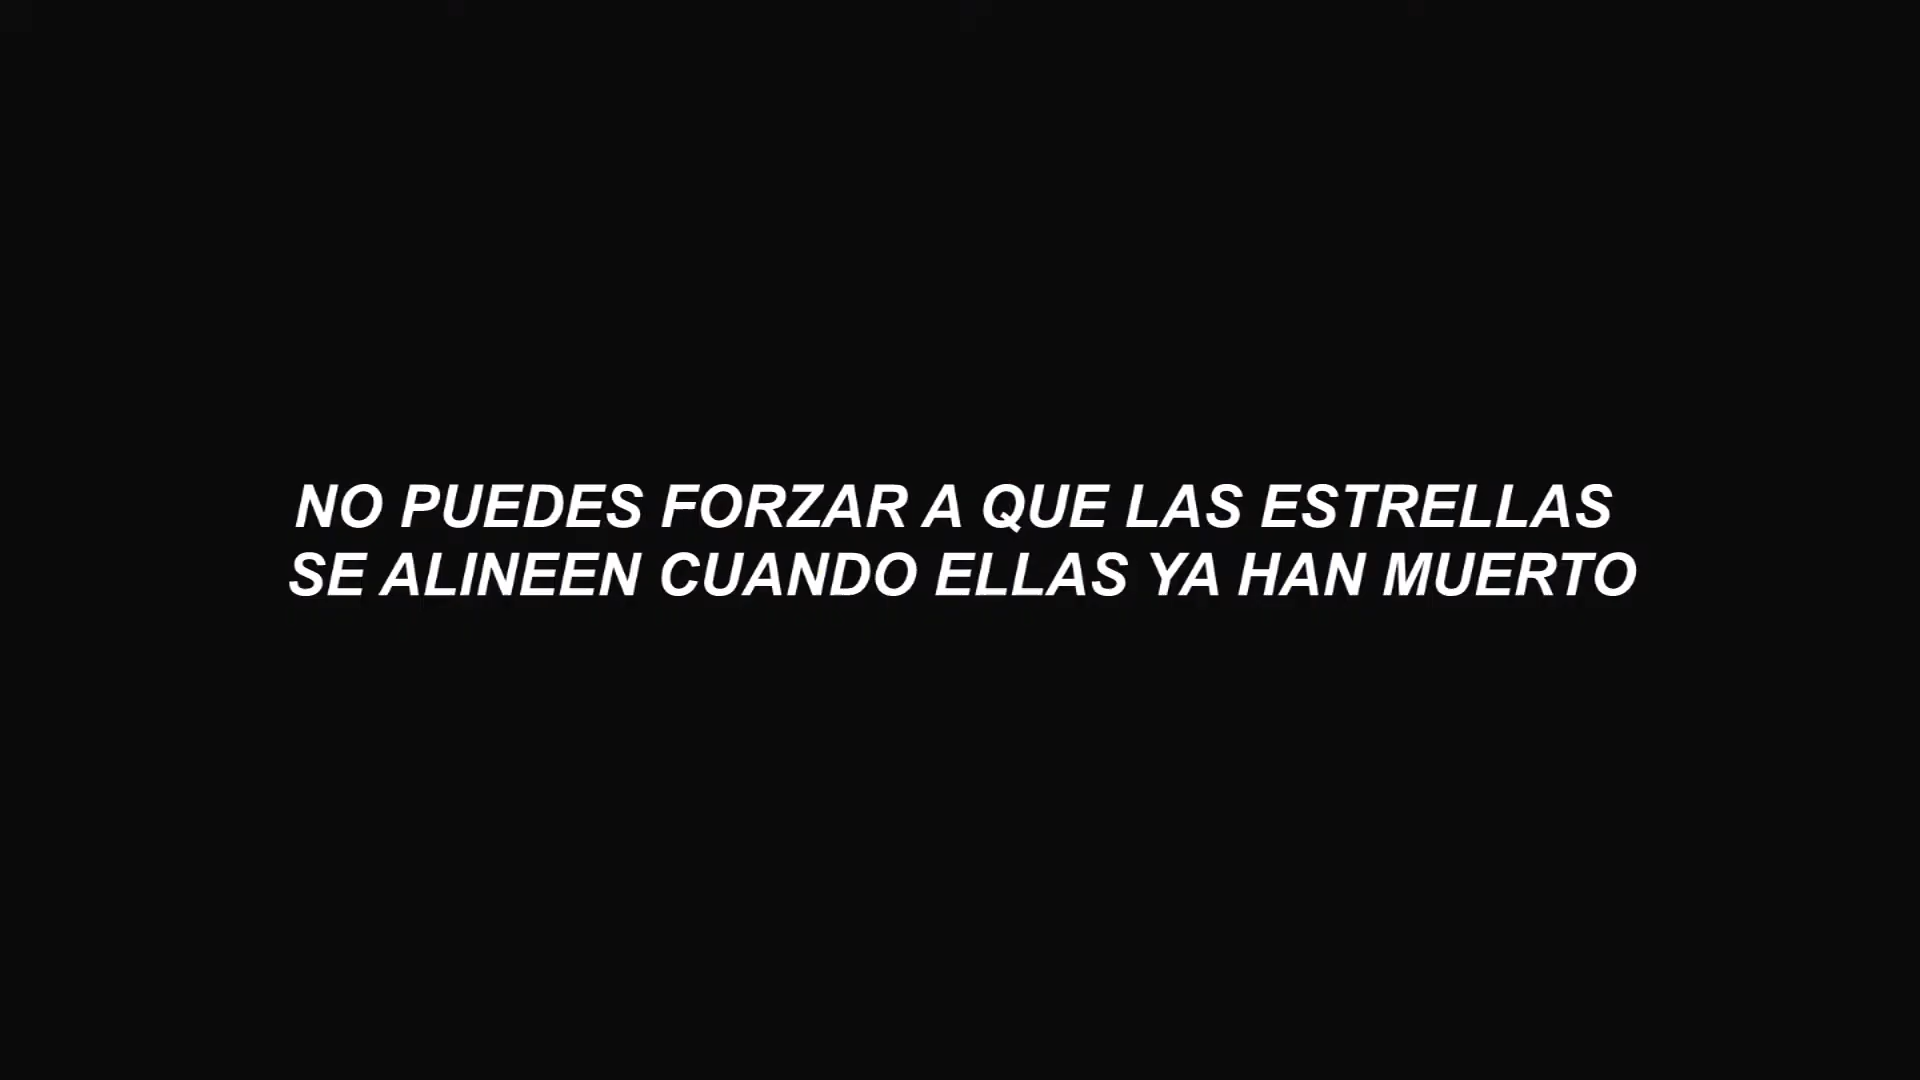 NO PUEDES FORZAR A QUE LAS ESTRELLAS
SE ALINEEN CUANDO ELLAS YA HAN MUERTO